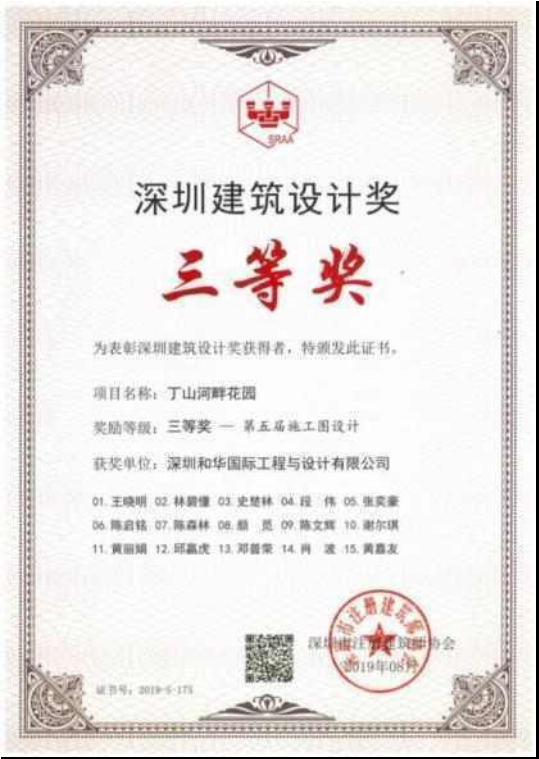 SRAA
深圳建筑设计奖
三等奖
为表彰深圳建筑设计奖获得者，特颁发此证书。
项目名称：丁山河畔花园
奖励等级：三等奖 — 第五届施工图设计
获奖单位：深圳和华国际工程与设计有限公司
01. 王晓明 02. 林碧懂 03. 史楚林 04. 段 伟 05. 张奕豪
06. 陈启铭 07. 陈森林 08. 蔡 觅 09. 陈文辉 10. 谢尔琪
11. 黄丽娟 12. 邱赢虎 13. 邓普荣 14. 肖 波 15. 黄嘉友
深圳市注册建筑师协会
2019年08月
证书号：2019-S-175